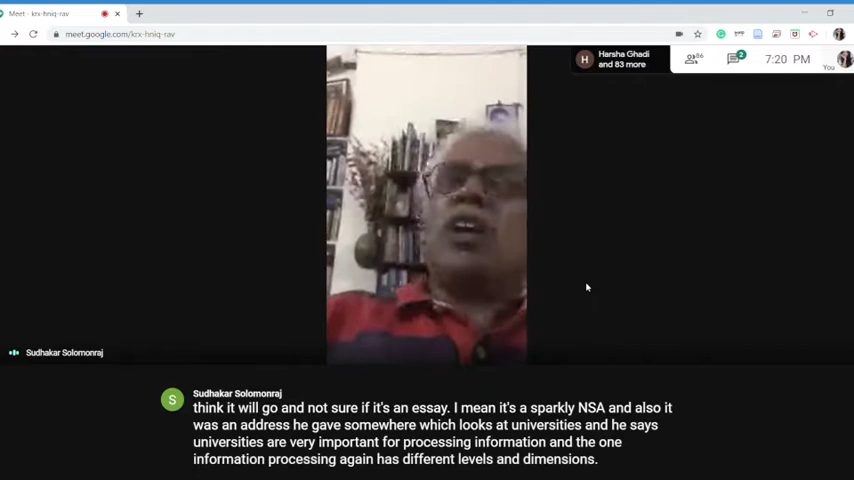 Meet - krx-hniq-rav
meet.google.com/krx-hniq-rav
H
Harsha Ghadi
and 83 more
86
2
7:20 PM
You
Sudhakar Solomonraj
S
Sudhakar Solomonraj
think it will go and not sure if it's an essay. I mean it's a sparkly NSA and also it
was an address he gave somewhere which looks at universities and he says
universities are very important for processing information and the one
information processing again has different levels and dimensions.